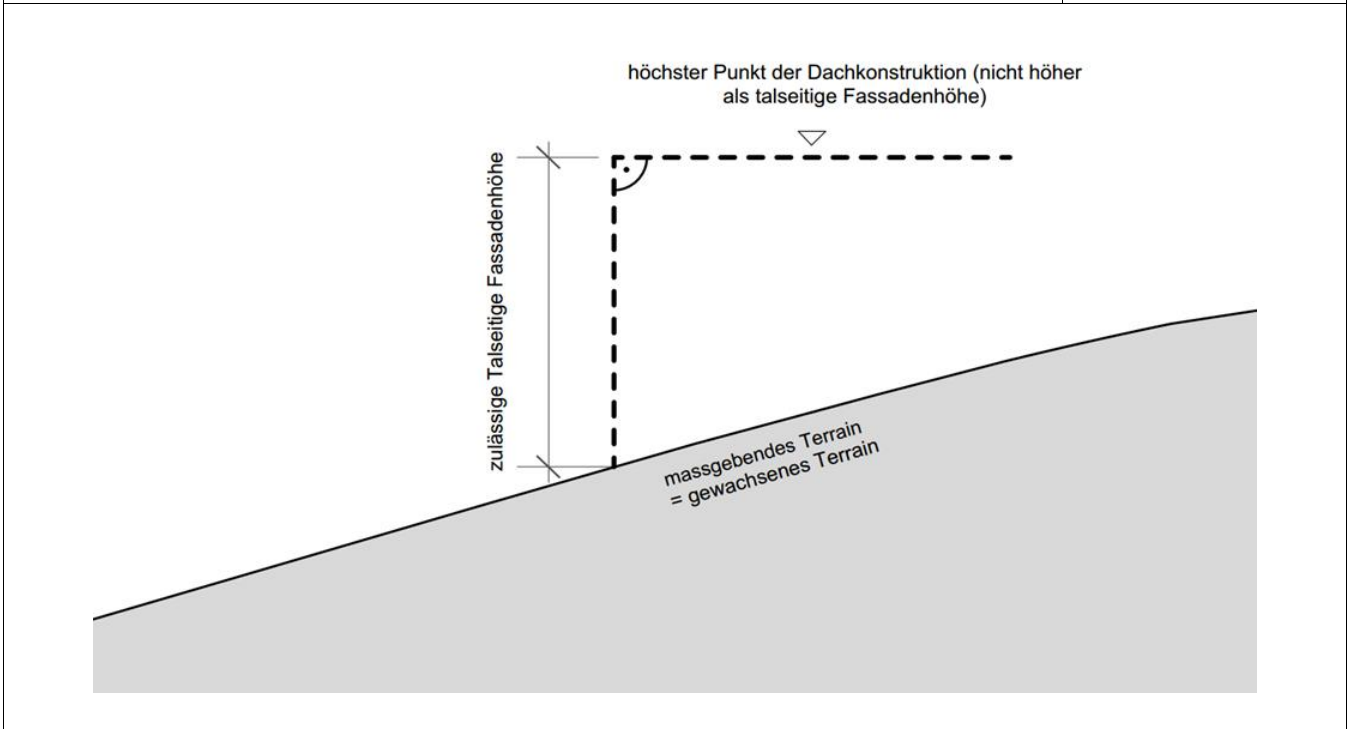 höchster Punkt der Dachkonstruktion (nicht höher
als talseitige Fassadenhöhe)
zulässige Talseitige Fassadenhöhe
massgebendes Terrain
= gewachsenes Terrain